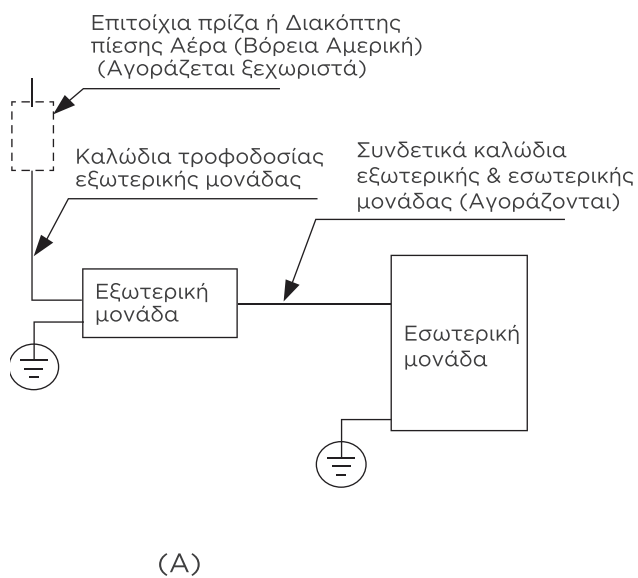 Επιτοίχια πρίζα ή Διακόπτης
πίεσης Αέρα (Βόρεια Αμερική)
(Αγοράζεται ξεχωριστά)
Καλώδια τροφοδοσίας
εξωτερικής μονάδας
Συνδετικά καλώδια
εξωτερικής & εσωτερικής
μονάδας (Αγοράζονται)
Εξωτερική
μονάδα
Εσωτερική
μονάδα
(A)